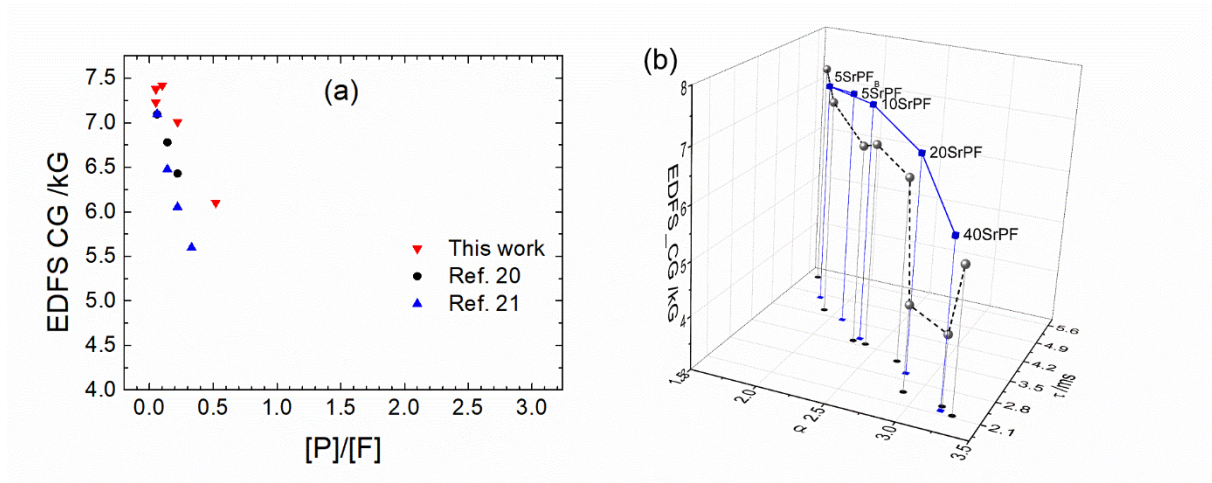 (a)
EDFS CG /kG
7.5
7.0
6.5
6.0
5.5
5.0
4.5
4.0
This work
Ref. 20
Ref. 21
0.0 0.5 1.0 1.5 2.0 2.5 3.0
[P]/[F]
(b)
EDFS_CG /kG
8
7
6
5
4
5SrPF_B
5SrPF
10SrPF
20SrPF
40SrPF
1.5 2.0 2.5 3.0 3.5
Q
5.6
4.9
4.2
3.5
2.8
2.1
τ/ms